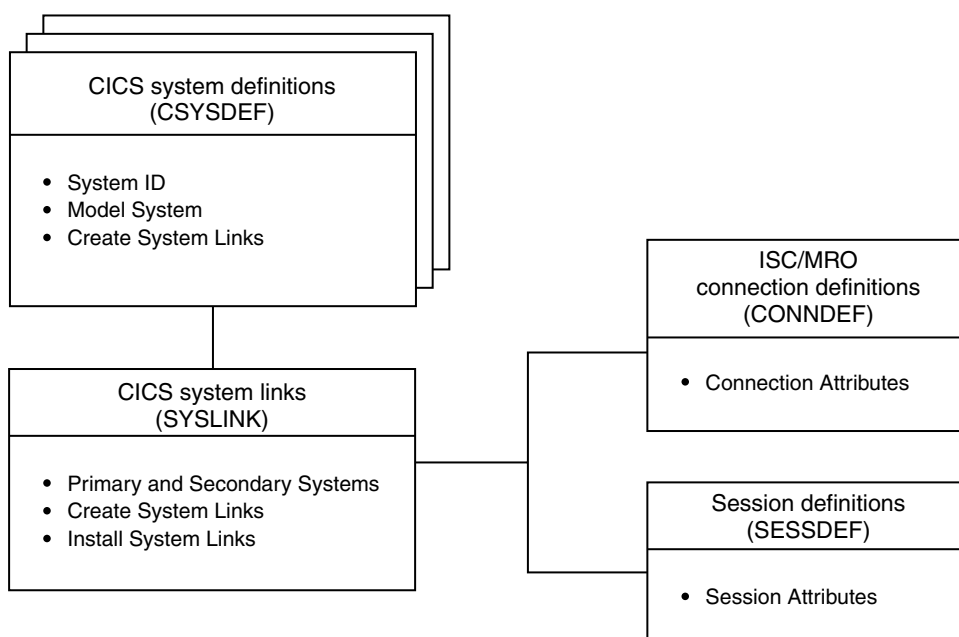 CICS system definitions
(CSYSDEF)
• System ID
• Model System
• Create System Links
CICS system links
(SYSLINK)
• Primary and Secondary Systems
• Create System Links
• Install System Links
ISC/MRO
connection definitions
(CONNDEF)
• Connection Attributes
Session definitions
(SESSDEF)
• Session Attributes